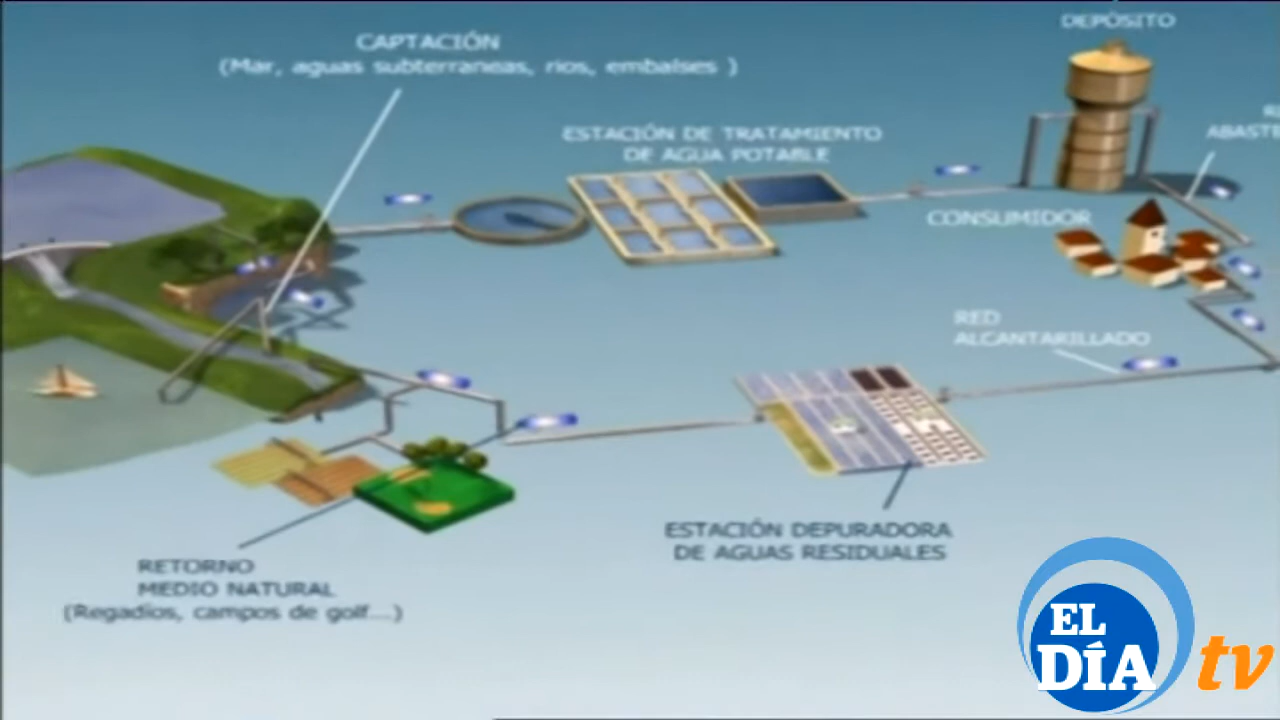 CAPTACIÓN
(Mar, aguas subterraneas, rios, embalses )
DEPÓSITO
ESTACIÓN DE TRATAMIENTO
DE AGUA POTABLE
CONSUMIDOR
RED
ALCANTARILLADO
ESTACIÓN DEPURADORA
DE AGUAS RESIDUALES
RETORNO
MEDIO NATURAL
(Regadios, campos de golf...)
EL
DÍA tv